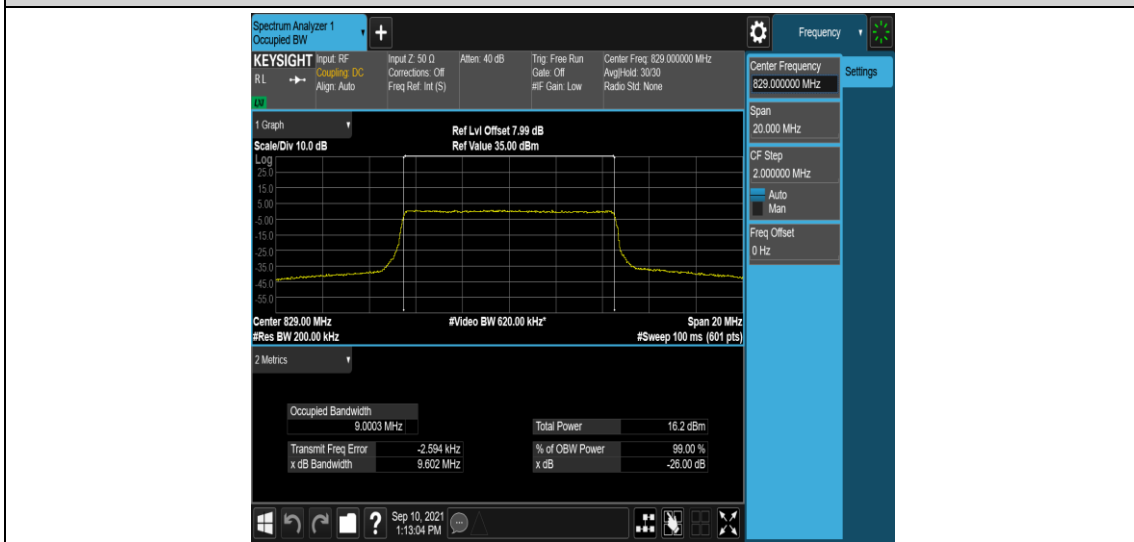 Spectrum Analyzer 1
Occupied BW
+
Frequency
KEYSIGHT
RL
Input: RF
Coupling: DC
Align: Auto
Input Z: 50 Ω
Corrections: Off
Freq Ref: Int (S)
Atten: 40 dB
Trig: Free Run
Gate: Off
#IF Gain: Low
Center Freq: 829.000000 MHz
Avg|Hold: 30/30
Radio Std: None
Center Frequency
829.000000 MHz
Settings
Span
20.000 MHz
CF Step
2.000000 MHz
Auto
Man
Freq Offset
0 Hz
1 Graph
Ref Lvl Offset 7.99 dB
Scale/Div 10.0 dB
Ref Value 35.00 dBm
Log
25.0
15.0
5.00
-5.00
-15.0
-25.0
-35.0
-45.0
-55.0
Center 829.00 MHz
#Video BW 620.00 kHz*
Span 20 MHz
#Res BW 200.00 kHz
#Sweep 100 ms (601 pts)
2 Metrics
Occupied Bandwidth
9.0003 MHz
Total Power 16.2 dBm
Transmit Freq Error -2.594 kHz
% of OBW Power 99.00 %
x dB Bandwidth 9.602 MHz
x dB -26.00 dB
?
Sep 10, 2021
1:13:04 PM